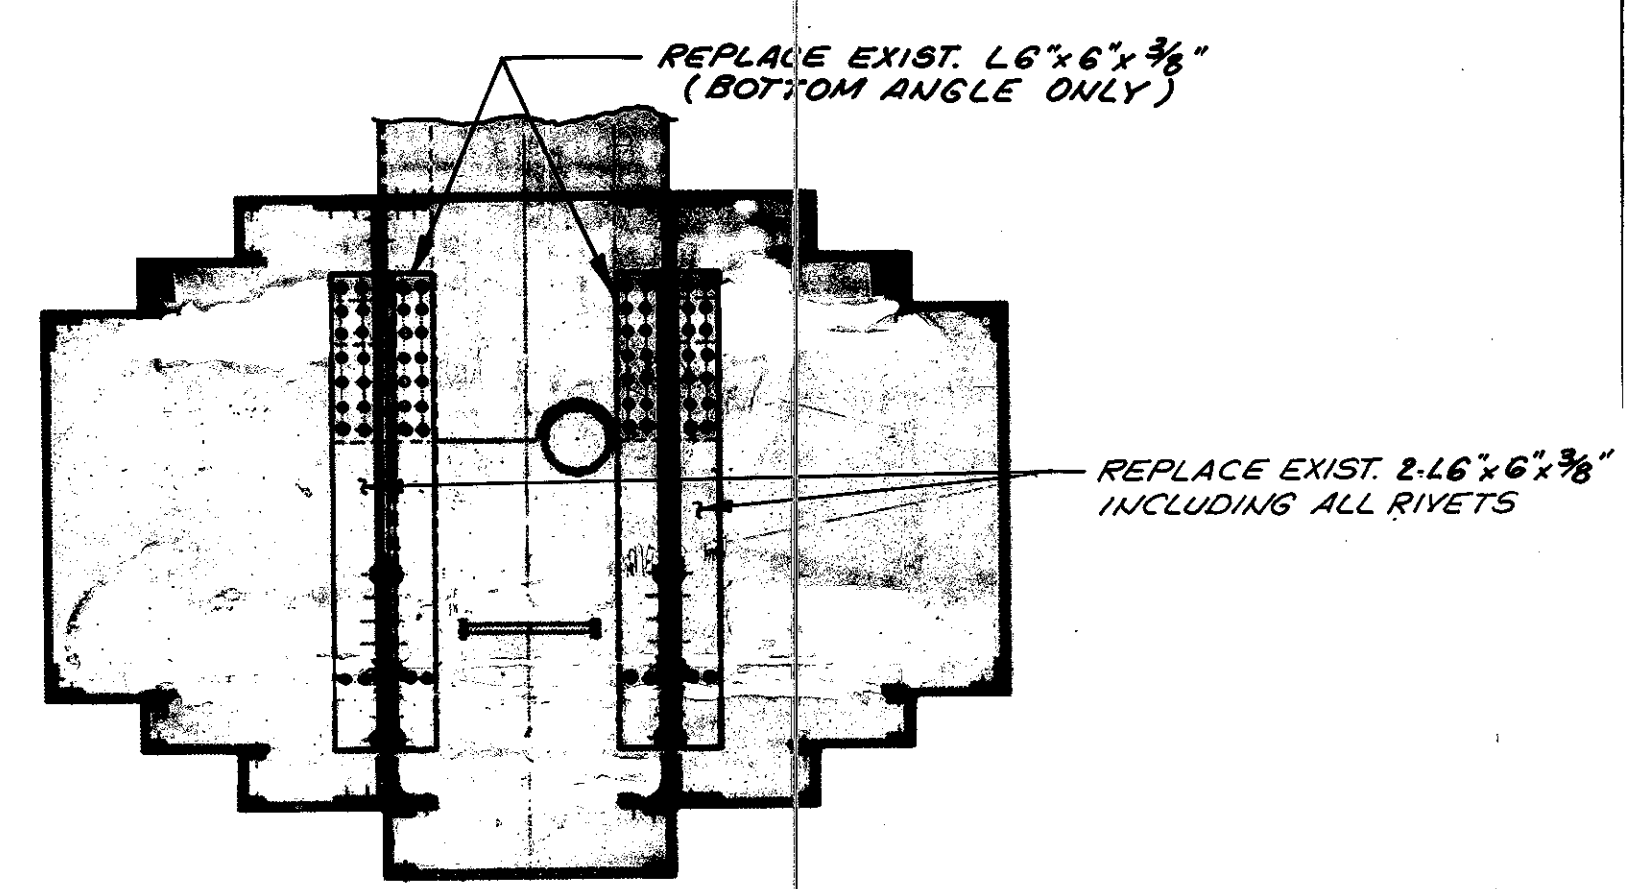 REPLACE EXIST. L6"x6"x3/8"
(BOTTOM ANGLE ONLY)
REPLACE EXIST. 2-L6"x6"x3/8"
INCLUDING ALL RIVETS